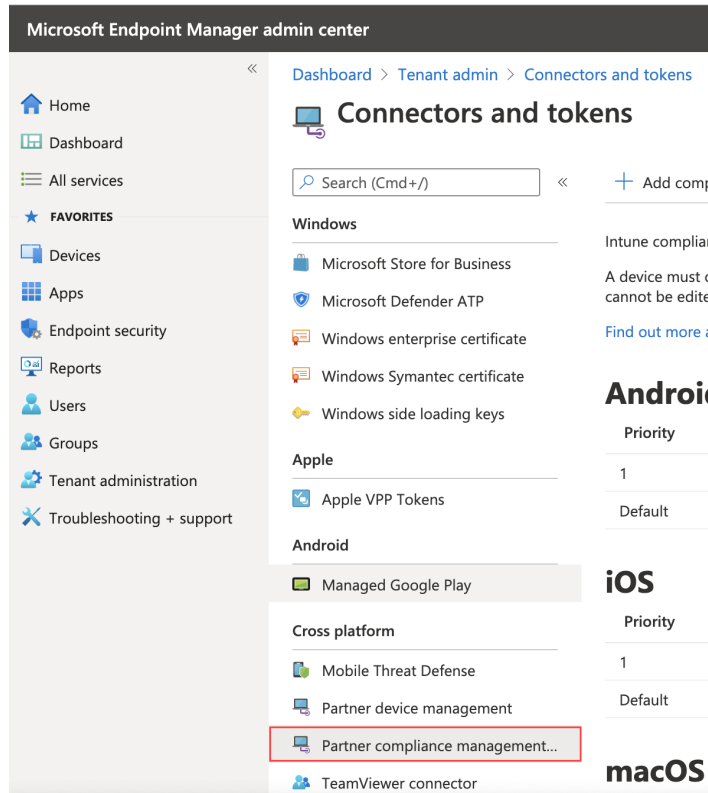 Microsoft Endpoint Manager admin center
«
Home
Dashboard
All services
FAVORITES
Devices
Apps
Endpoint security
Reports
Users
Groups
Tenant administration
Troubleshooting + support
Dashboard > Tenant admin > Connectors and tokens
Connectors and tokens
Search (Cmd+/)
«
Windows
Microsoft Store for Business
Microsoft Defender ATP
Windows enterprise certificate
Windows Symantec certificate
Windows side loading keys
Apple
Apple VPP Tokens
Android
Managed Google Play
Cross platform
Mobile Threat Defense
Partner device management
Partner compliance management...
TeamViewer connector
+ Add comp
Intune complian
A device must
cannot be edite
Find out more a
Android
Priority
1
Default
iOS
Priority
1
Default
macOS